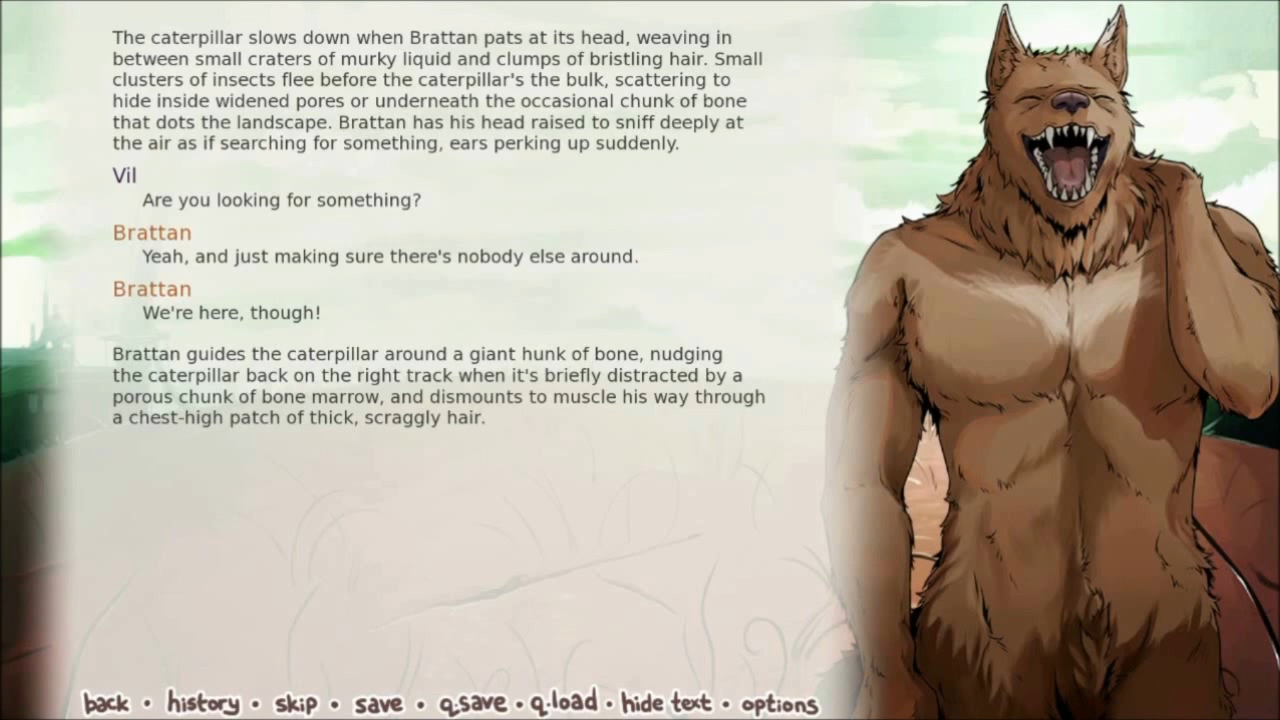 The caterpillar slows down when Brattan pats at its head, weaving in
between small craters of murky liquid and clumps of bristling hair. Small
clusters of insects flee before the caterpillar's the bulk, scattering to
hide inside widened pores or underneath the occasional chunk of bone
that dots the landscape. Brattan has his head raised to sniff deeply at
the air as if searching for something, ears perking up suddenly.
Vil
Are you looking for something?
Brattan
Yeah, and just making sure there's nobody else around.
Brattan
We're here, though!
Brattan guides the caterpillar around a giant hunk of bone, nudging
the caterpillar back on the right track when it's briefly distracted by a
porous chunk of bone marrow, and dismounts to muscle his way through
a chest-high patch of thick, scraggly hair.
back • history • skip • save • q.save • q.load • hide text • options